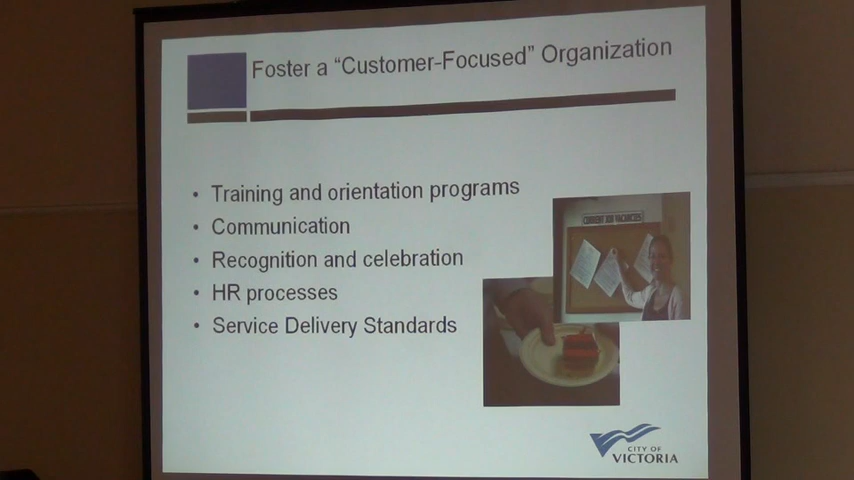 Foster a “Customer-Focused” Organization
• Training and orientation programs
• Communication
• Recognition and celebration
• HR processes
• Service Delivery Standards
CURRENT JOB VACANCIES
CITY OF
VICTORIA